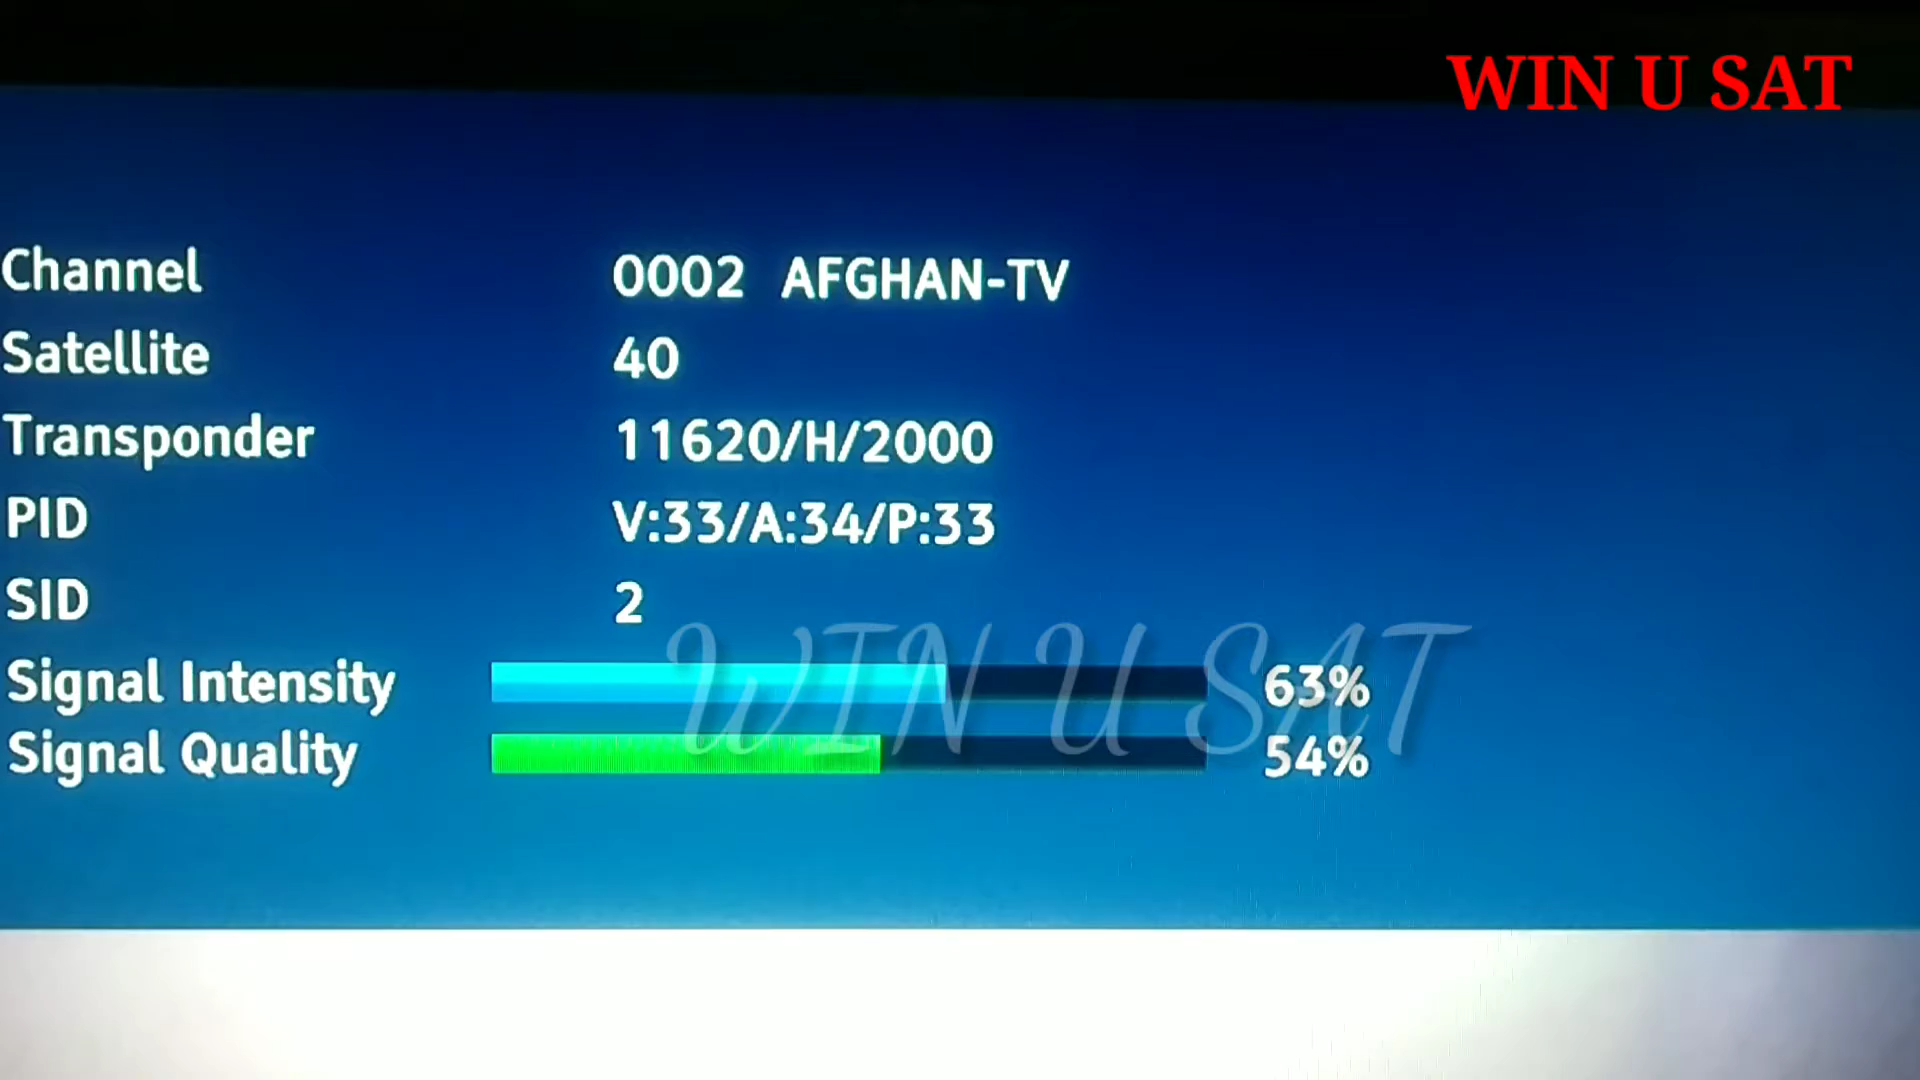 WIN U SAT
Channel 0002 AFGHAN-TV
Satellite 40
Transponder 11620/H/2000
PID V:33/A:34/P:33
SID 2
WIN U SAT
Signal Intensity 63%
Signal Quality 54%